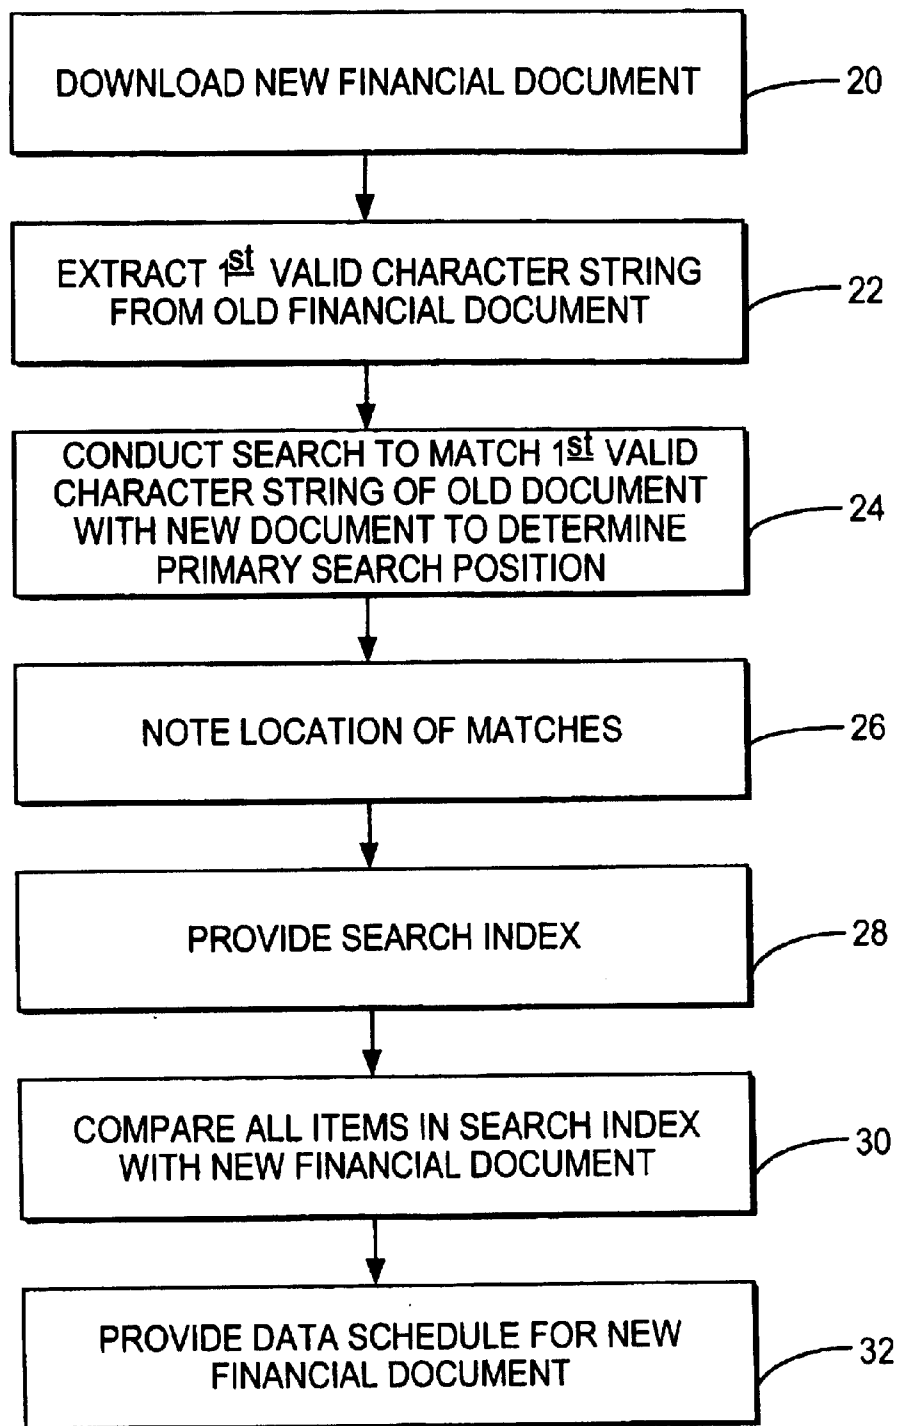 DOWNLOAD NEW FINANCIAL DOCUMENT
20
EXTRACT 1st VALID CHARACTER STRING
FROM OLD FINANCIAL DOCUMENT
22
CONDUCT SEARCH TO MATCH 1st VALID
CHARACTER STRING OF OLD DOCUMENT
WITH NEW DOCUMENT TO DETERMINE
PRIMARY SEARCH POSITION
24
NOTE LOCATION OF MATCHES
26
PROVIDE SEARCH INDEX
28
COMPARE ALL ITEMS IN SEARCH INDEX
WITH NEW FINANCIAL DOCUMENT
30
PROVIDE DATA SCHEDULE FOR NEW
FINANCIAL DOCUMENT
32